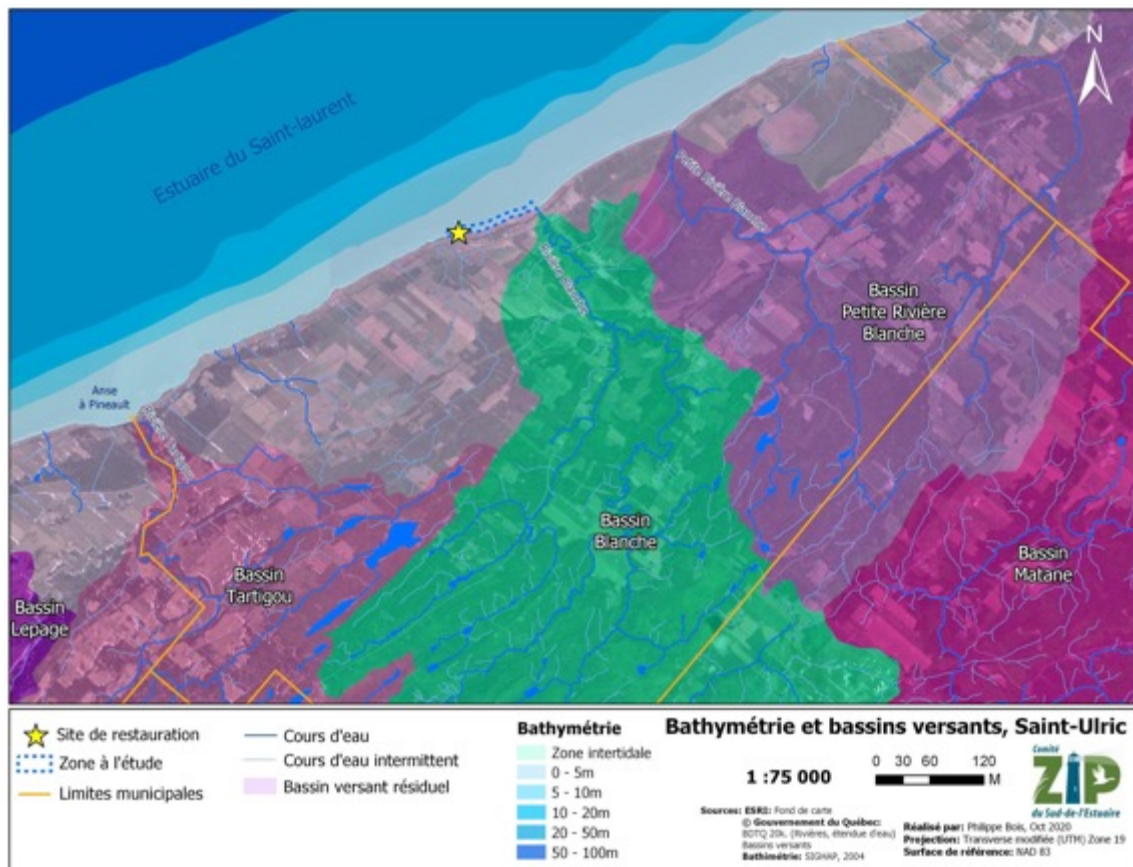 N
Estuaire du Saint-laurent
Petite Rivière Blanche
Rivière Blanche
Bassin
Petite Rivière
Blanche
Anse
à Pineault
Bassin
Blanche
Bassin
Matane
Bassin
Tartigou
Bassin
Lepage
Site de restauration
Zone à l'étude
Limites municipales
Cours d'eau
Cours d'eau intermittent
Bassin versant résiduel
Bathymétrie
Zone intertidale
0 - 5m
5 - 10m
10 - 20m
20 - 50m
50 - 100m
Bathymétrie et bassins versants, Saint-Ulric
1 :75 000
0 30 60 120
M
Sources: ESRI: Fond de carte
© Gouvernement du Québec:
BDTQ 20k. (Rivières, étendue d'eau)
Bassins versants
Bathimétrie: SIGHAP, 2004
Réalisé par: Philippe Bois, Oct 2020
Projection: Transverse modifiée (UTM) Zone 19
Surface de référence: NAD 83
Comité
ZIP
du Sud-de-l'Estuaire